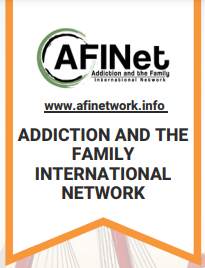 AFINet
Addiction and the Family
International Network
www.afinetwork.info
ADDICTION AND THE
FAMILY
INTERNATIONAL
NETWORK